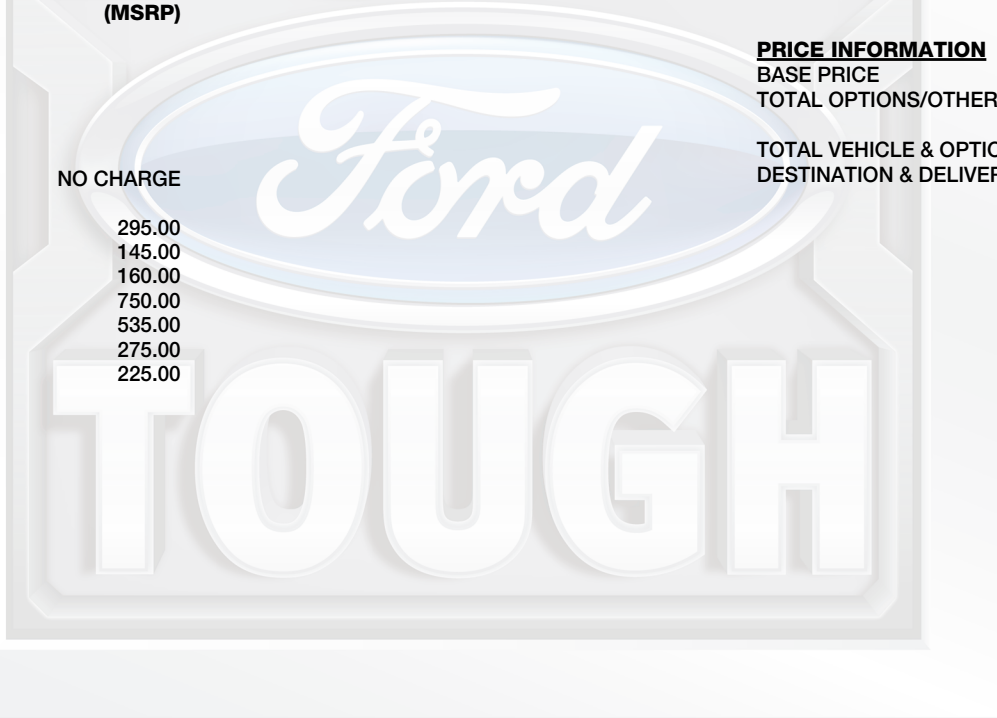 (MSRP)
NO CHARGE
295.00
145.00
160.00
750.00
535.00
275.00
225.00
PRICE INFORMATION
BASE PRICE
TOTAL OPTIONS/OTHER
TOTAL VEHICLE & OPTIO
DESTINATION & DELIVER
Ford
TOUGH